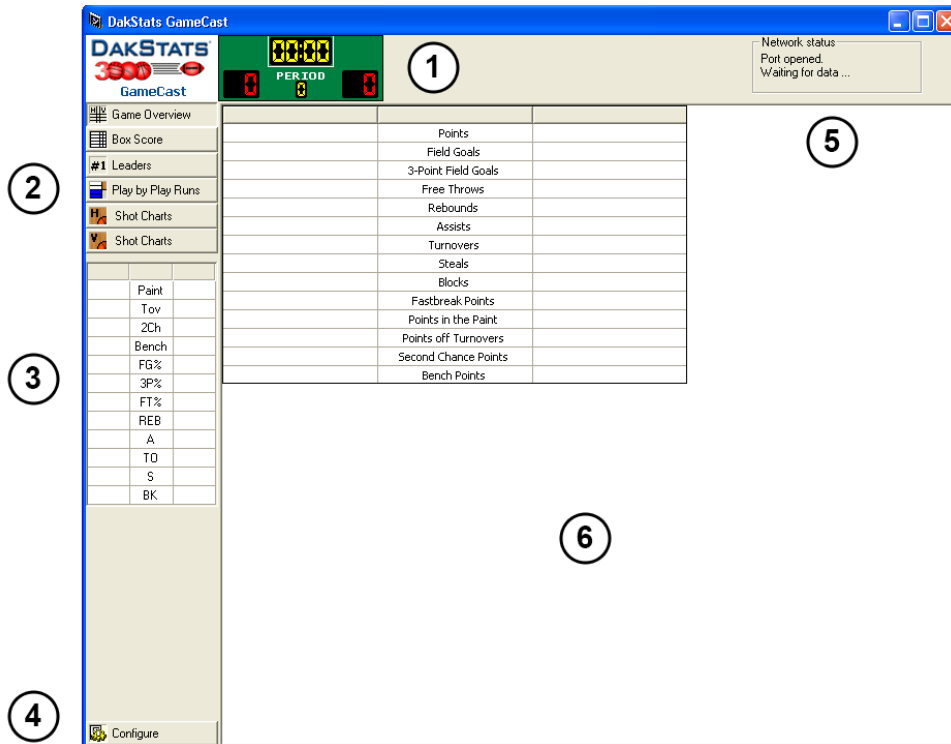 DakStats GameCast
DAKSTATS
3000
GameCast
00:00
PERIOD
0 0 0
1
Network status
Port opened.
Waiting for data ...
Game Overview
Box Score
#1 Leaders
Play by Play Runs
H Shot Charts
V Shot Charts
2
Points
Field Goals
3-Point Field Goals
Free Throws
Rebounds
Assists
Turnovers
Steals
Blocks
Fastbreak Points
Points in the Paint
Points off Turnovers
Second Chance Points
Bench Points
5
Paint
Tov
2Ch
Bench
FG%
3P%
FT%
REB
A
TO
S
BK
3
6
4
Configure